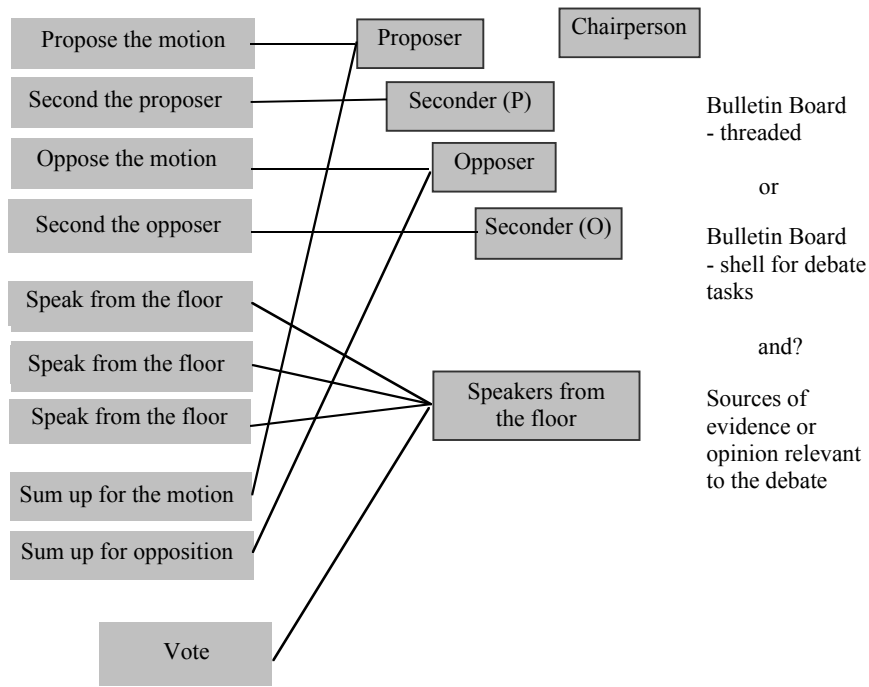 Propose the motion
Second the proposer
Oppose the motion
Second the opposer
Speak from the floor
Speak from the floor
Speak from the floor
Sum up for the motion
Sum up for opposition
Vote
Proposer
Seconder (P)
Opposer
Seconder (O)
Speakers from
the floor
Chairperson
Bulletin Board
- threaded
or
Bulletin Board
- shell for debate
tasks
and?
Sources of
evidence or
opinion relevant
to the debate